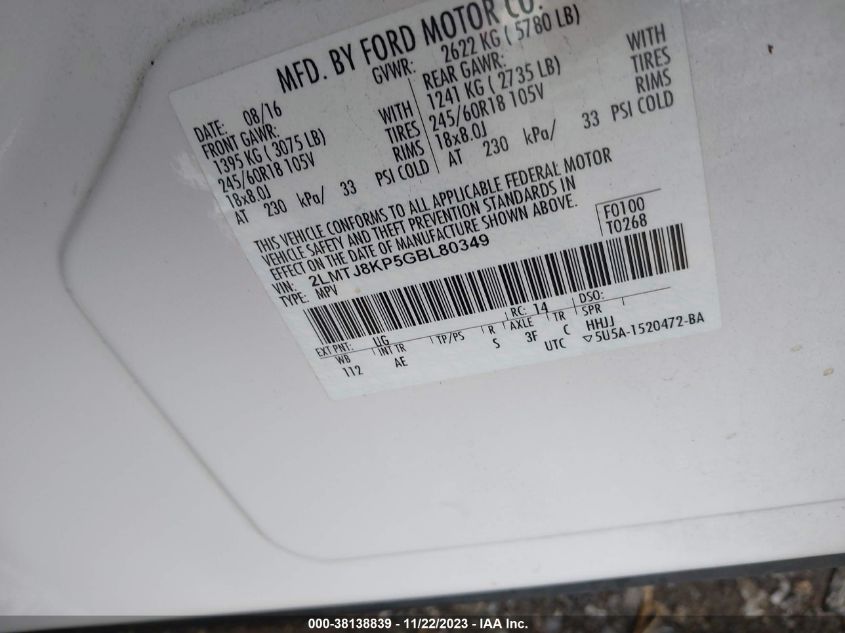 MFD. BY FORD MOTOR CO.
DATE: 08/16
GVWR: 2622 KG ( 5780 LB)
FRONT GAWR:
1395 KG ( 3075 LB) WITH
245/60R18 105V TIRES
18x8.0J RIMS
AT 230 kPa/ 33 PSI COLD
REAR GAWR:
1241 KG ( 2735 LB) WITH
245/60R18 105V TIRES
18x8.0J RIMS
AT 230 kPa/ 33 PSI COLD
THIS VEHICLE CONFORMS TO ALL APPLICABLE FEDERAL MOTOR
VEHICLE SAFETY AND THEFT PREVENTION STANDARDS IN
EFFECT ON THE DATE OF MANUFACTURE SHOWN ABOVE.
VIN: 2LMTJ8KP5GBL80349
TYPE: MPV
F0100
T0268
EXT PNT: UG RC: 14 DSO:
WB INT TR TP/PS R AXLE TR SPR
112 AE S 3F C HHJJ
UTC ▽5U5A-1520472-BA
000-38138839 - 11/22/2023 - IAA Inc.